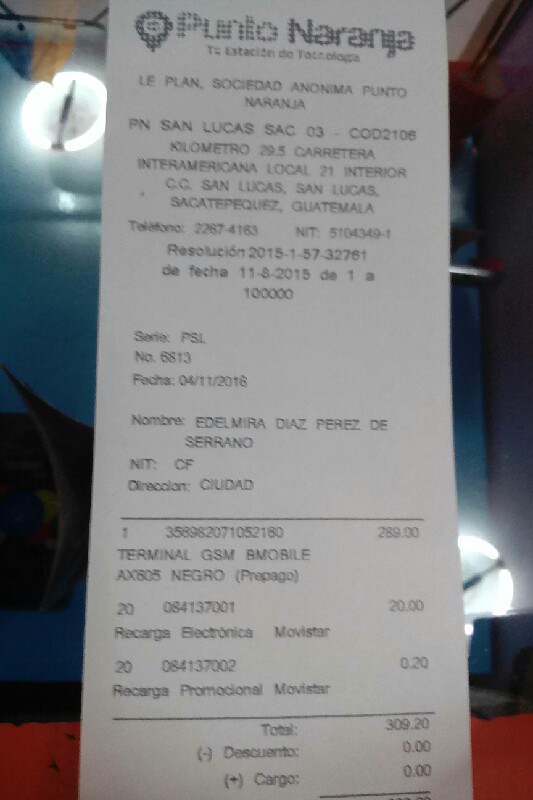 Punto Naranja
Tu Estación de Tecnología
LE PLAN, SOCIEDAD ANONIMA PUNTO
NARANJA
PN SAN LUCAS SAC 03 - COD2106
KILOMETRO 29.5 CARRETERA
INTERAMERICANA LOCAL 21 INTERIOR
C.C. SAN LUCAS, SAN LUCAS,
SACATEPEQUEZ, GUATEMALA
Teléfono: 2267-4163 NIT: 5104349-1
Resolución 2015-1-57-32761
de fecha 11-8-2015 de 1 a
100000
Serie: PSL
No. 6813
Fecha: 04/11/2016
Nombre: EDELMIRA DIAZ PEREZ DE
SERRANO
NIT: CF
Direccion: CIUDAD
1 358982071052160 289.00
TERMINAL GSM BMOBILE
AX605 NEGRO (Prepago)
20 084137001 20.00
Recarga Electrónica Movistar
20 084137002 0.20
Recarga Promocional Movistar
Total: 309.20
(-) Descuento: 0.00
(+) Cargo: 0.00